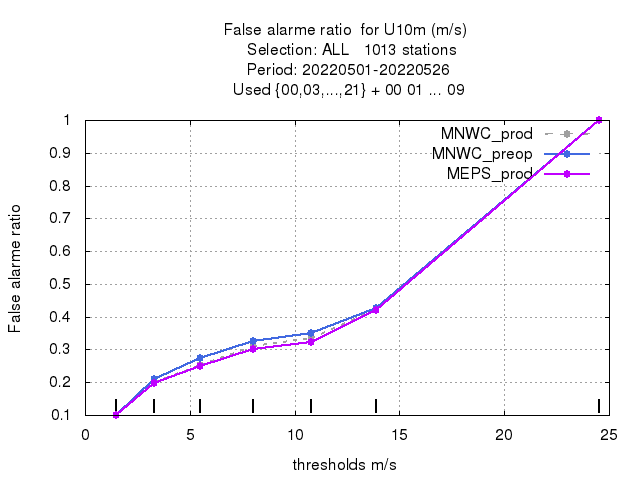 False alarme ratio  for U10m (m/s)
Selection: ALL   1013 stations
Period: 20220501-20220526
Used {00,03,...,21} + 00 01 ... 09
1
0.9
0.8
0.7
0.6
0.5
0.4
0.3
0.2
0.1
False alarme ratio
MNWC_prod
MNWC_preop
MEPS_prod
0 5 10 15 20 25
thresholds m/s